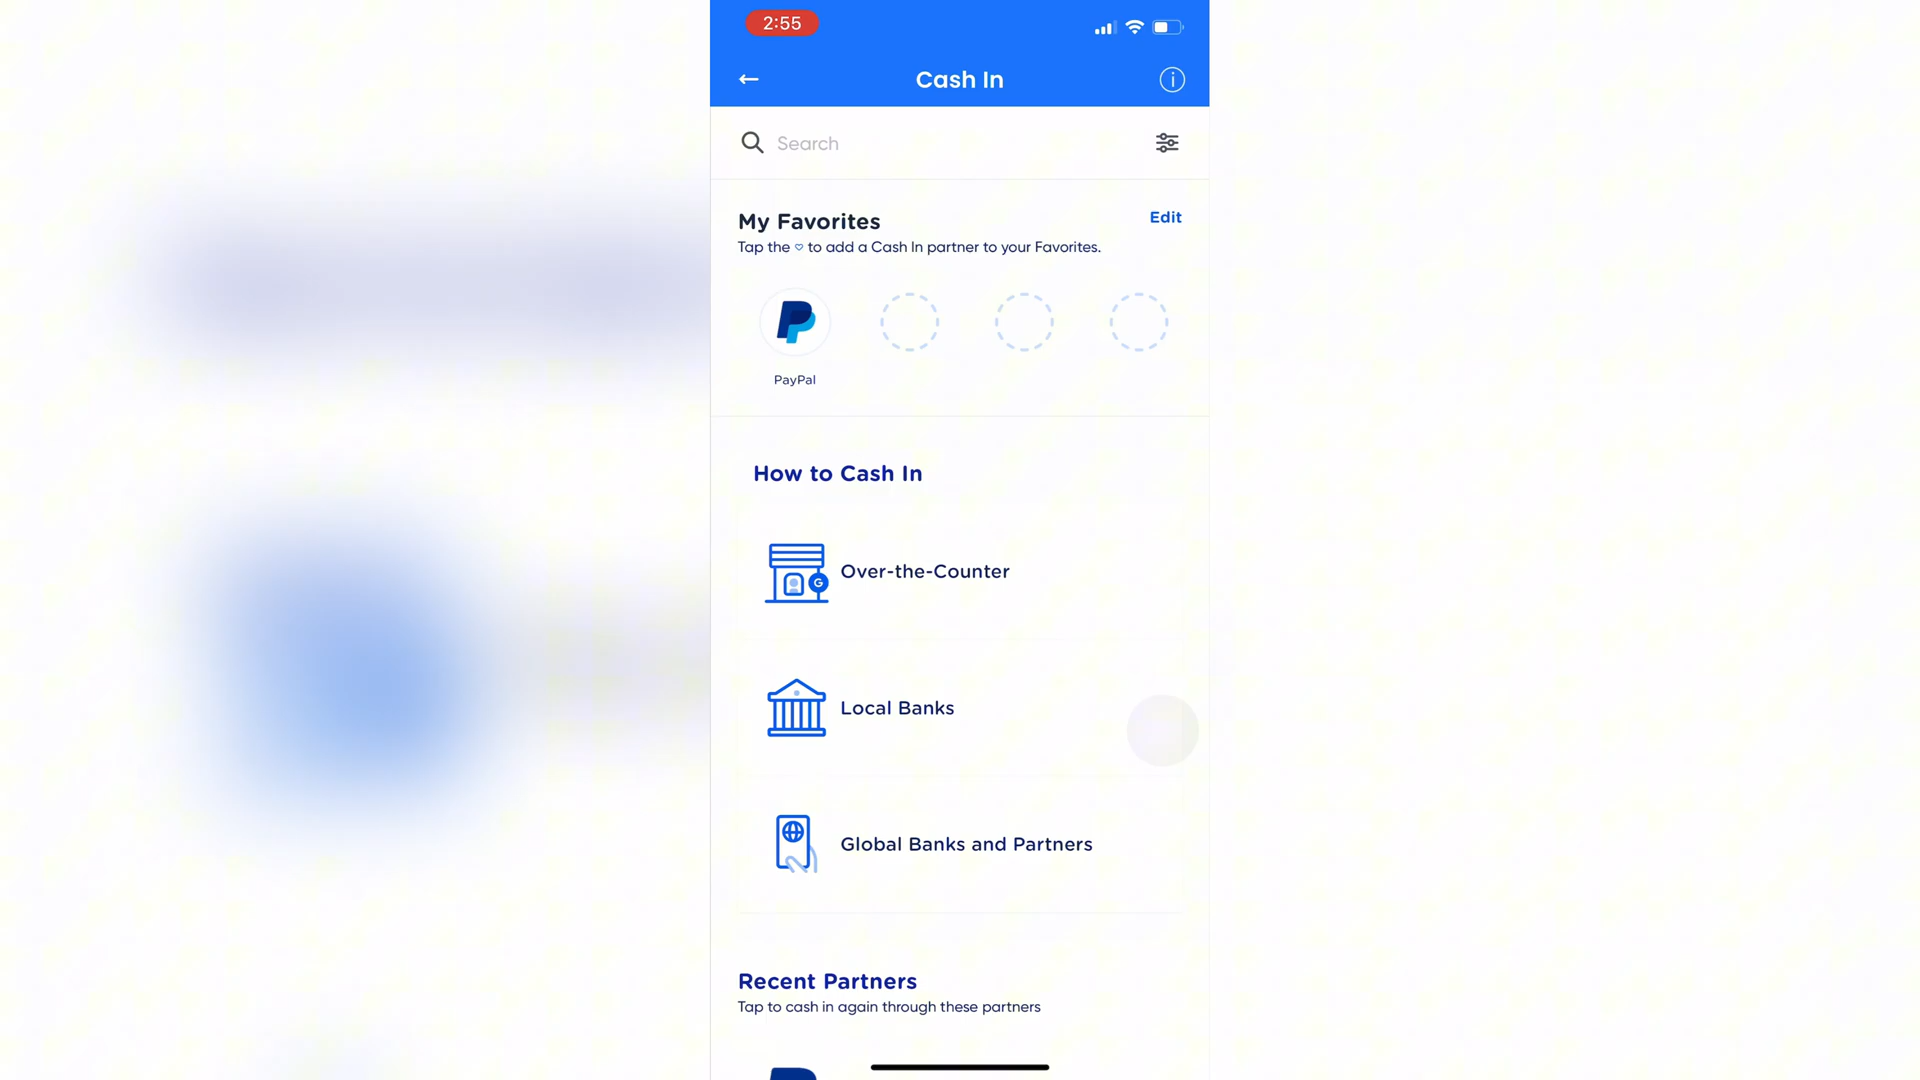 2:55
Cash In
Search
My Favorites
Edit
Tap the ♡ to add a Cash In partner to your Favorites.
PayPal
How to Cash In
Over-the-Counter
Local Banks
Global Banks and Partners
Recent Partners
Tap to cash in again through these partners